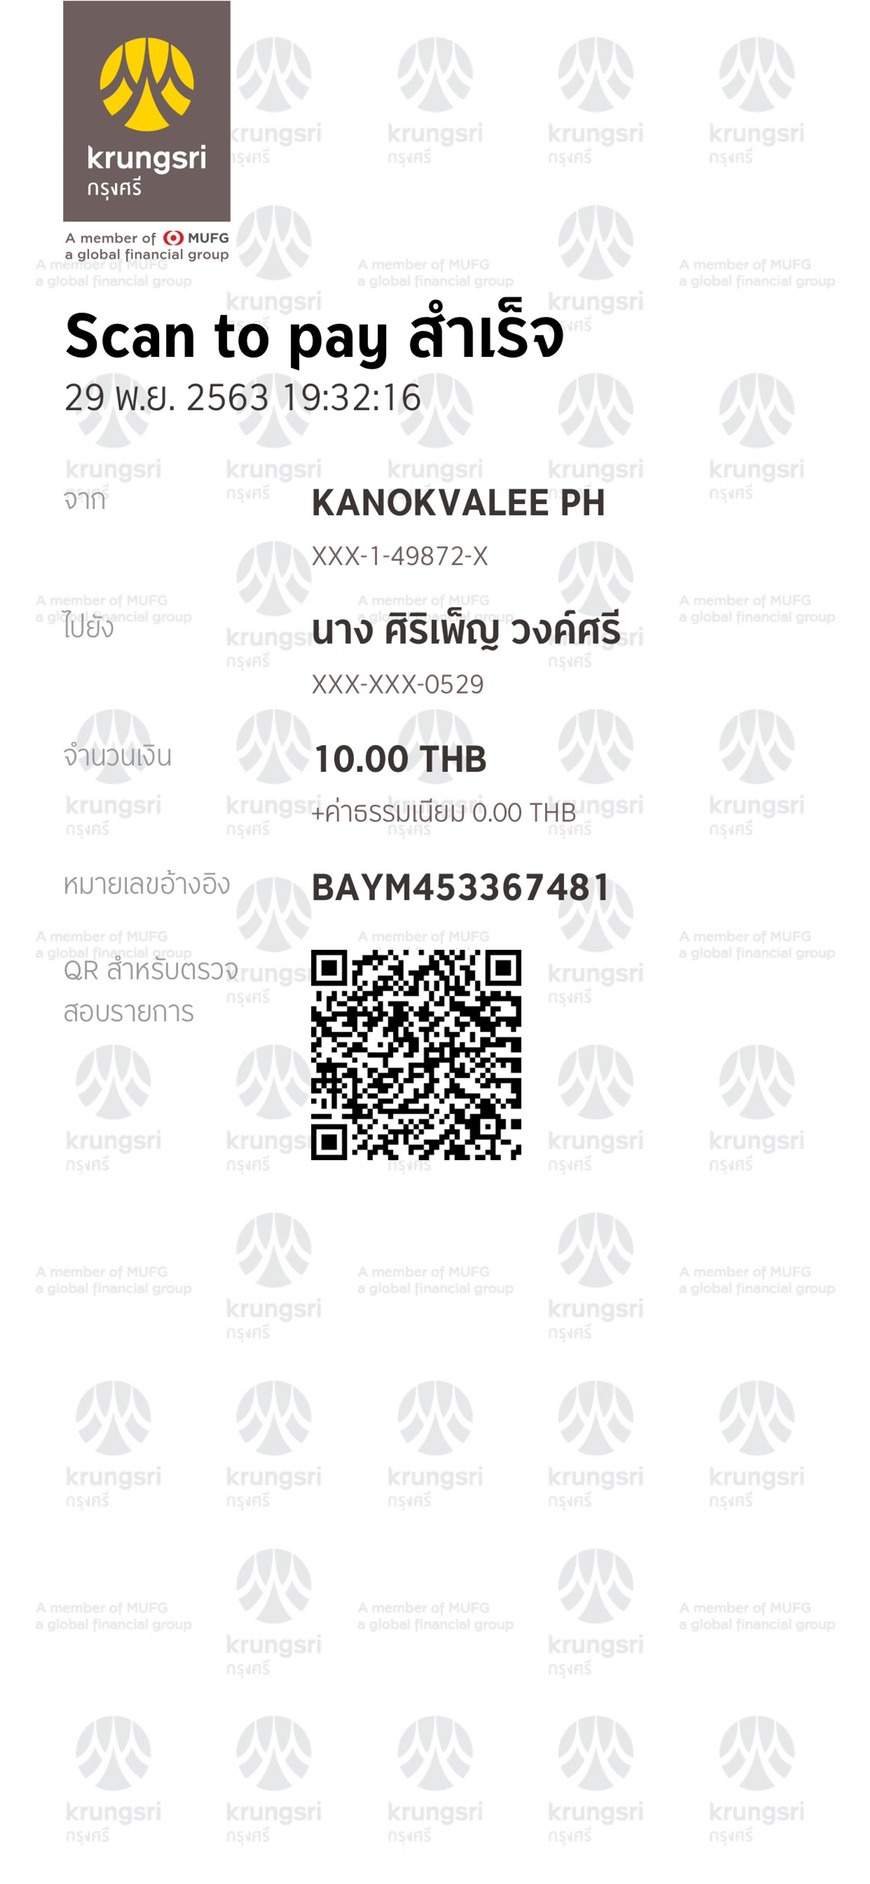 krungsri
กรุงศรี
A member of MUFG
a global financial group
Scan to pay สำเร็จ
29 พ.ย. 2563 19:32:16
จาก
KANOKVALEE PH
XXX-1-49872-X
ไปยัง
นาง ศิริเพ็ญ วงค์ศรี
XXX-XXX-0529
จำนวนเงิน
10.00 THB
+ค่าธรรมเนียม 0.00 THB
หมายเลขอ้างอิง
BAYM453367481
QR สำหรับตรวจ
สอบรายการ